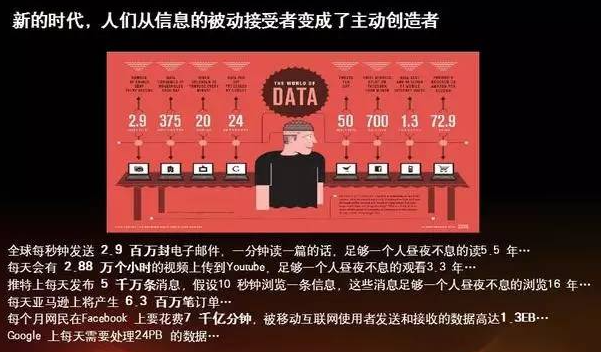 新的时代，人们从信息的被动接受者变成了主动创造者
THE WORLD OF
DATA
2.9 375 20 24 50 700 1.3 72.9
全球每秒钟发送 2.9 百万封电子邮件，一分钟读一篇的话，足够一个人昼夜不息的读5.5 年…
每天会有 2.88 万个小时的视频上传到Youtube，足够一个人昼夜不息的观看3.3 年…
推特上每天发布 5 千万条消息，假设10 秒钟浏览一条信息，这些消息足够一个人昼夜不息的浏览16 年…
每天亚马逊上将产生 6.3 百万笔订单…
每个月网民在Facebook 上要花费7 千亿分钟，被移动互联网使用者发送和接收的数据高达1.3EB…
Google 上每天需要处理24PB 的数据…